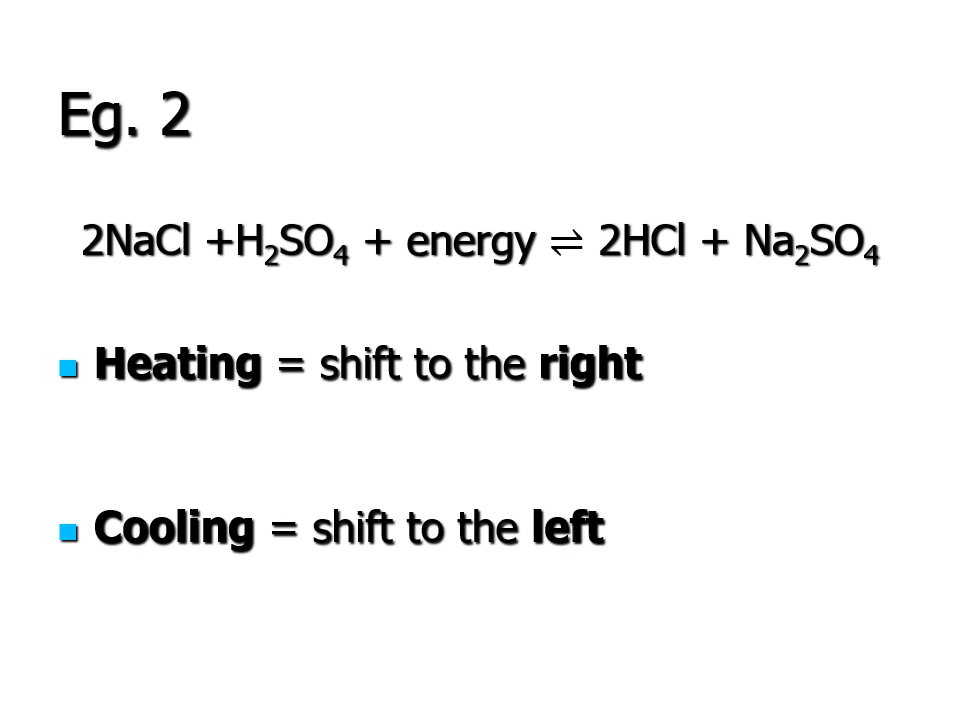 Eg. 2
2NaCl +H₂SO₄ + energy ⇌ 2HCl + Na₂SO₄
Heating = shift to the right
Cooling = shift to the left